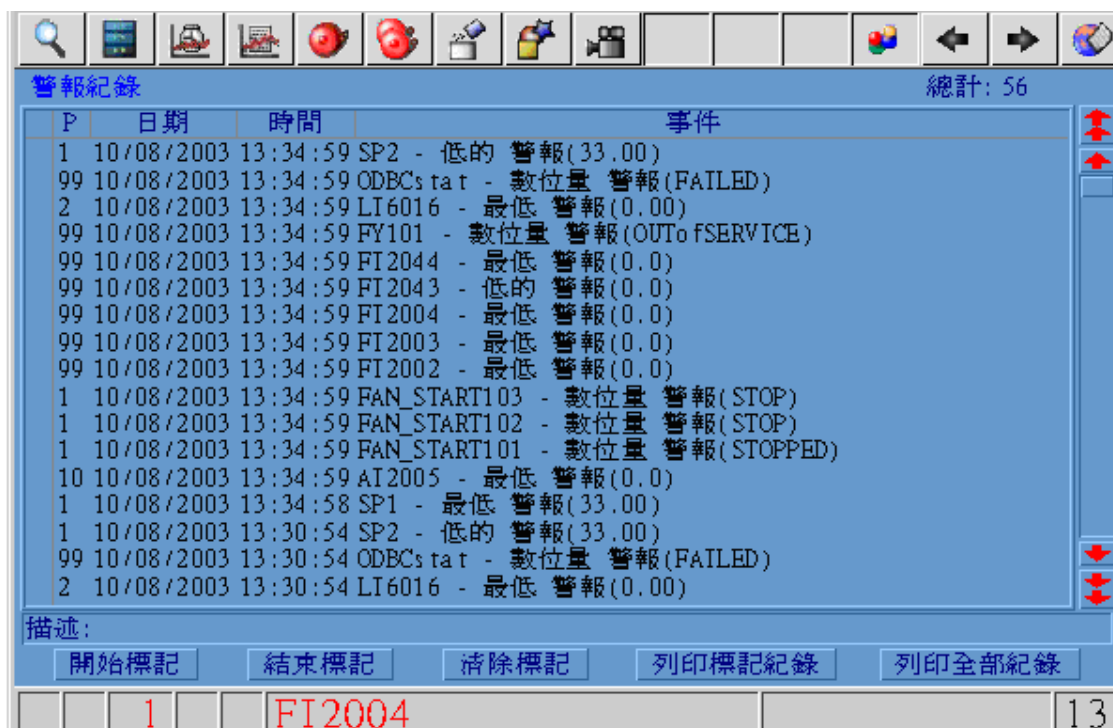 警報紀錄 總計: 56
P 日期 時間 事件
1 10/08/2003 13:34:59 SP2 - 低的 警報(33.00)
99 10/08/2003 13:34:59 ODBCstat - 數位量 警報(FAILED)
2 10/08/2003 13:34:59 LI6016 - 最低 警報(0.00)
99 10/08/2003 13:34:59 FY101 - 數位量 警報(OUTofSERVICE)
99 10/08/2003 13:34:59 FI2044 - 最低 警報(0.0)
99 10/08/2003 13:34:59 FI2043 - 低的 警報(0.0)
99 10/08/2003 13:34:59 FI2004 - 最低 警報(0.0)
99 10/08/2003 13:34:59 FI2003 - 最低 警報(0.0)
99 10/08/2003 13:34:59 FI2002 - 最低 警報(0.0)
1 10/08/2003 13:34:59 FAN_START103 - 數位量 警報(STOP)
1 10/08/2003 13:34:59 FAN_START102 - 數位量 警報(STOP)
1 10/08/2003 13:34:59 FAN_START101 - 數位量 警報(STOPPED)
10 10/08/2003 13:34:59 AI2005 - 最低 警報(0.0)
1 10/08/2003 13:34:58 SP1 - 最低 警報(33.00)
1 10/08/2003 13:30:54 SP2 - 低的 警報(33.00)
99 10/08/2003 13:30:54 ODBCstat - 數位量 警報(FAILED)
2 10/08/2003 13:30:54 LI6016 - 最低 警報(0.00)
描述:
開始標記 結束標記 清除標記 列印標記紀錄 列印全部紀錄
1 FI2004 13